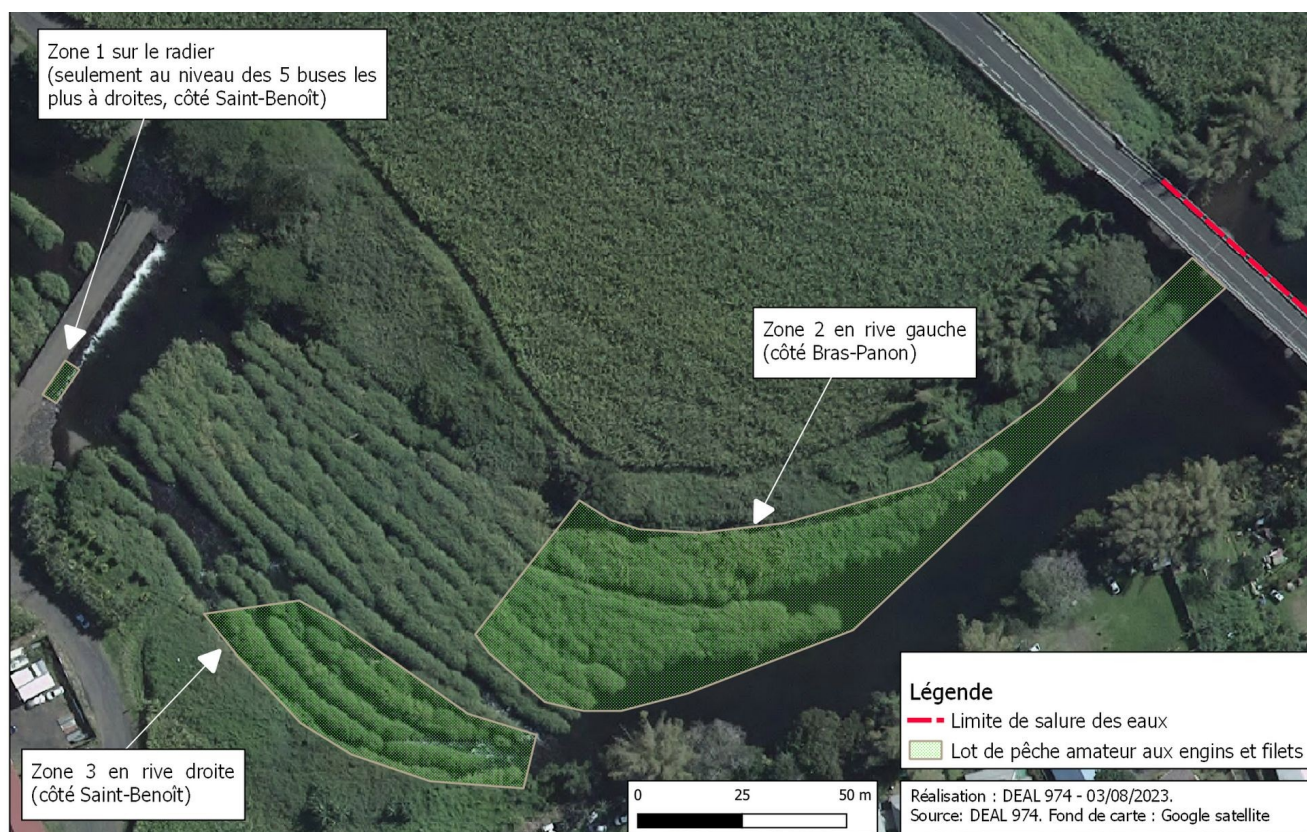 Zone 1 sur le radier
(seulement au niveau des 5 buses les
plus à droites, côté Saint-Benoît)
Zone 2 en rive gauche
(côté Bras-Panon)
Zone 3 en rive droite
(côté Saint-Benoît)
0 25 50 m
Légende
Limite de salure des eaux
Lot de pêche amateur aux engins et filets
Réalisation : DEAL 974 - 03/08/2023.
Source: DEAL 974. Fond de carte : Google satellite